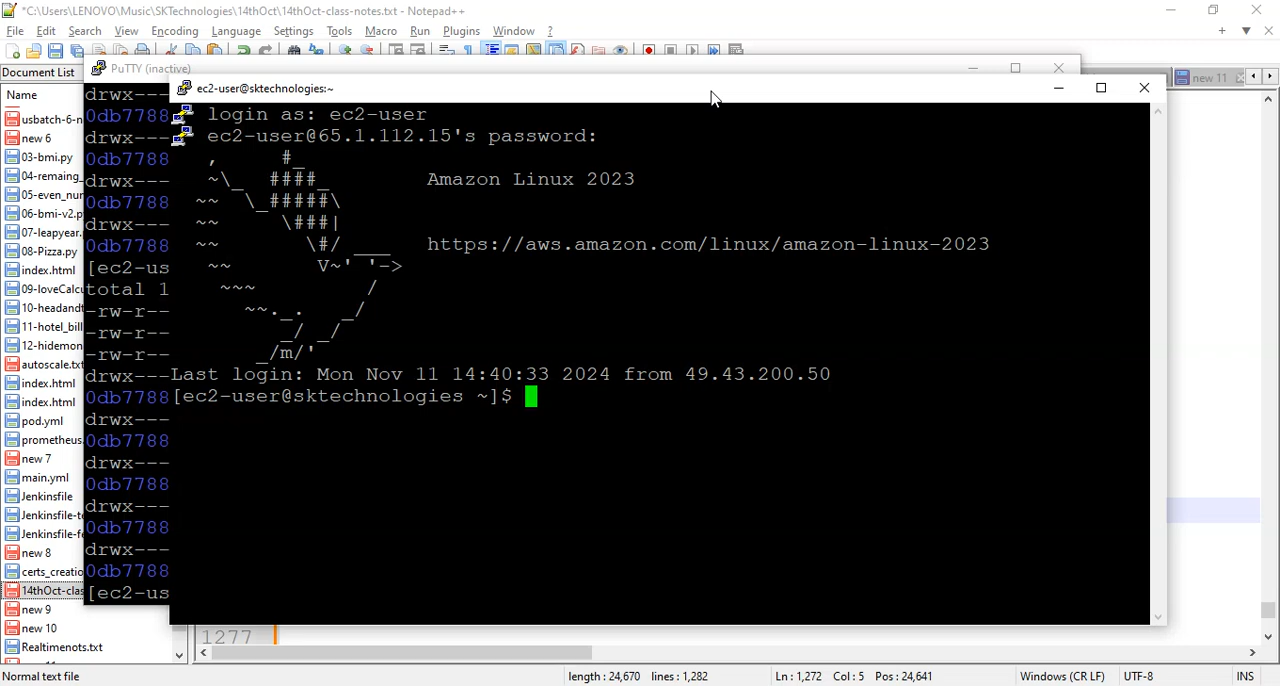 *C:\Users\LENOVO\Music\SKTechnologies\14thOct\14thOct-class-notes.txt - Notepad++
File Edit Search View Encoding Language Settings Tools Macro Run Plugins Window ?
Document List
PuTTY (inactive)
new 11
Name
usbatch-6-n
new 6
03-bmi.py
04-remaing_
05-even_nur
06-bmi-v2.p
07-leapyear.
08-Pizza.py
index.html
09-loveCalcu
10-headandt
11-hotel_bill
12-hidemon
autoscale.txt
index.html
index.html
pod.yml
prometheus.
new 7
main.yml
Jenkinsfile
Jenkinsfile-te
Jenkinsfile-fe
new 8
certs_creatio
14thOct-clas
new 9
new 10
Realtimenots.txt
drwx---
0db7788
drwx---
0db7788
drwx---
0db7788
drwx---
0db7788
[ec2-us
total 1
-rw-r--
-rw-r--
-rw-r--
drwx---
0db7788
drwx---
0db7788
drwx---
0db7788
drwx---
0db7788
drwx---
0db7788
[ec2-us
ec2-user@sktechnologies:~
login as: ec2-user
ec2-user@65.1.112.15's password:
   ,     #_
   ~\_  ####_        Amazon Linux 2023
  ~~  \_#####\
  ~~     \###|
  ~~       \#/ ___   https://aws.amazon.com/linux/amazon-linux-2023
   ~~       V~' '->
    ~~~         /
      ~~._.   _/
         _/ _/
       _/m/'
Last login: Mon Nov 11 14:40:33 2024 from 49.43.200.50
[ec2-user@sktechnologies ~]$
1277
Normal text file length : 24,670 lines : 1,282 Ln : 1,272 Col : 5 Pos : 24,641 Windows (CR LF) UTF-8 INS